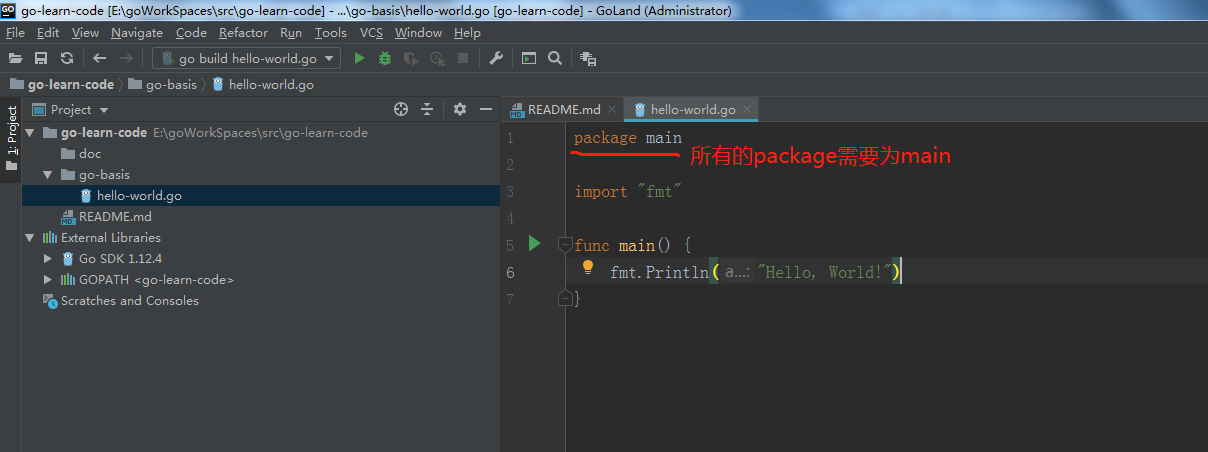 go-learn-code [E:\goWorkSpaces\src\go-learn-code] - ...\go-basis\hello-world.go [go-learn-code] - GoLand (Administrator)
File Edit View Navigate Code Refactor Run Tools VCS Window Help
go build hello-world.go
go-learn-code go-basis hello-world.go
1: Project
Project
go-learn-code E:\goWorkSpaces\src\go-learn-code
doc
go-basis
hello-world.go
README.md
External Libraries
Go SDK 1.12.4
GOPATH <go-learn-code>
Scratches and Consoles
README.md hello-world.go
1 package main
所有的package需要为main
2
3 import "fmt"
4
5 func main() {
6 fmt.Println( a...: "Hello, World!")
7 }